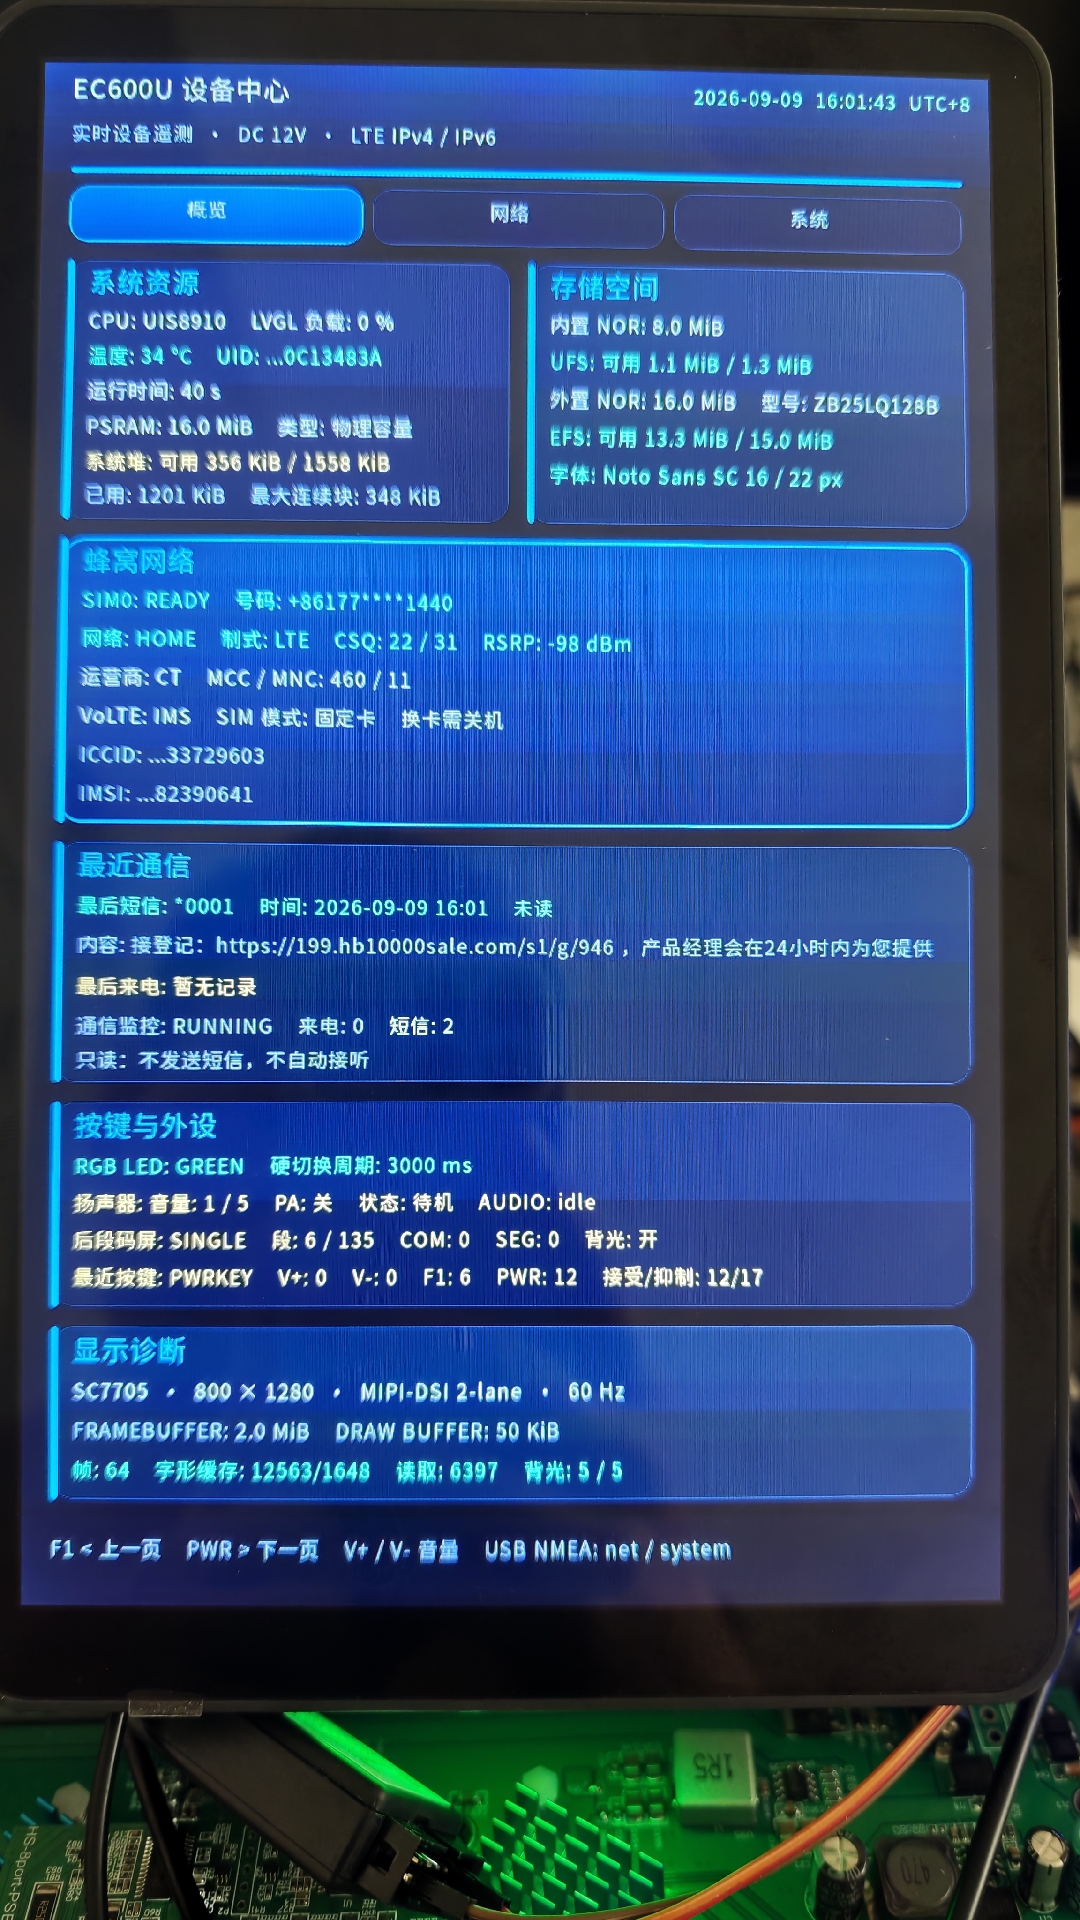 EC600U 设备中心
2026-09-09 16:01:43 UTC+8
实时设备遥测 • DC 12V • LTE IPv4 / IPv6
概览
网络
系统
系统资源
CPU: UIS8910 LVGL 负载: 0 %
温度: 34 °C UID: ...0C13483A
运行时间: 40 s
PSRAM: 16.0 MiB 类型: 物理容量
系统堆: 可用 356 KiB / 1558 KiB
已用: 1201 KiB 最大连续块: 348 KiB
存储空间
内置 NOR: 8.0 MiB
UFS: 可用 1.1 MiB / 1.3 MiB
外置 NOR: 16.0 MiB 型号: ZB25LQ128B
EFS: 可用 13.3 MiB / 15.0 MiB
字体: Noto Sans SC 16 / 22 px
蜂窝网络
SIM0: READY 号码: +86177****1440
网络: HOME 制式: LTE CSQ: 22 / 31 RSRP: -98 dBm
运营商: CT MCC / MNC: 460 / 11
VoLTE: IMS SIM 模式: 固定卡 换卡需关机
ICCID: ...33729603
IMSI: ...82390641
最近通信
最后短信: *0001 时间: 2026-09-09 16:01 未读
内容: 接登记：https://199.hb10000sale.com/s1/g/946 ，产品经理会在24小时内为您提供
最后来电: 暂无记录
通信监控: RUNNING 来电: 0 短信: 2
只读：不发送短信，不自动接听
按键与外设
RGB LED: GREEN 硬切换周期: 3000 ms
扬声器: 音量: 1 / 5 PA: 关 状态: 待机 AUDIO: idle
后段码屏: SINGLE 段: 6 / 135 COM: 0 SEG: 0 背光: 开
最近按键: PWRKEY V+: 0 V-: 0 F1: 6 PWR: 12 接受/抑制: 12/17
显示诊断
SC7705 • 800 × 1280 • MIPI-DSI 2-lane • 60 Hz
FRAMEBUFFER: 2.0 MiB DRAW BUFFER: 50 KiB
帧: 64 字形缓存: 12563/1648 读取: 6397 背光: 5 / 5
F1 < 上一页 PWR > 下一页 V+ / V- 音量 USB NMEA: net / system
1R5
470
HS-8port-PSE